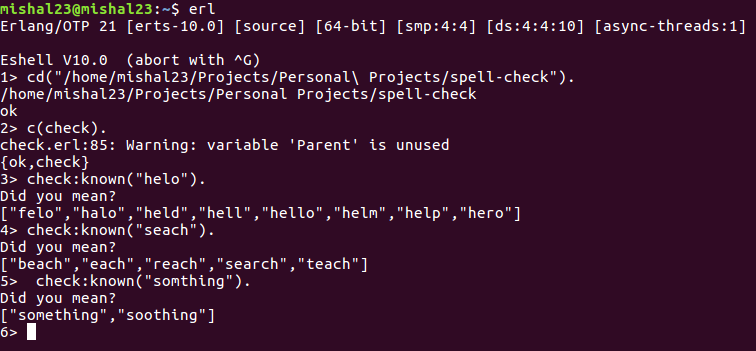 mishal23@mishal23:~$ erl
Erlang/OTP 21 [erts-10.0] [source] [64-bit] [smp:4:4] [ds:4:4:10] [async-threads:1]
Eshell V10.0  (abort with ^G)
1> cd("/home/mishal23/Projects/Personal\ Projects/spell-check").
/home/mishal23/Projects/Personal Projects/spell-check
ok
2> c(check).
check.erl:85: Warning: variable 'Parent' is unused
{ok,check}
3> check:known("helo").
Did you mean?
["felo","halo","held","hell","hello","helm","help","hero"]
4> check:known("seach").
Did you mean?
["beach","each","reach","search","teach"]
5>  check:known("somthing").
Did you mean?
["something","soothing"]
6>